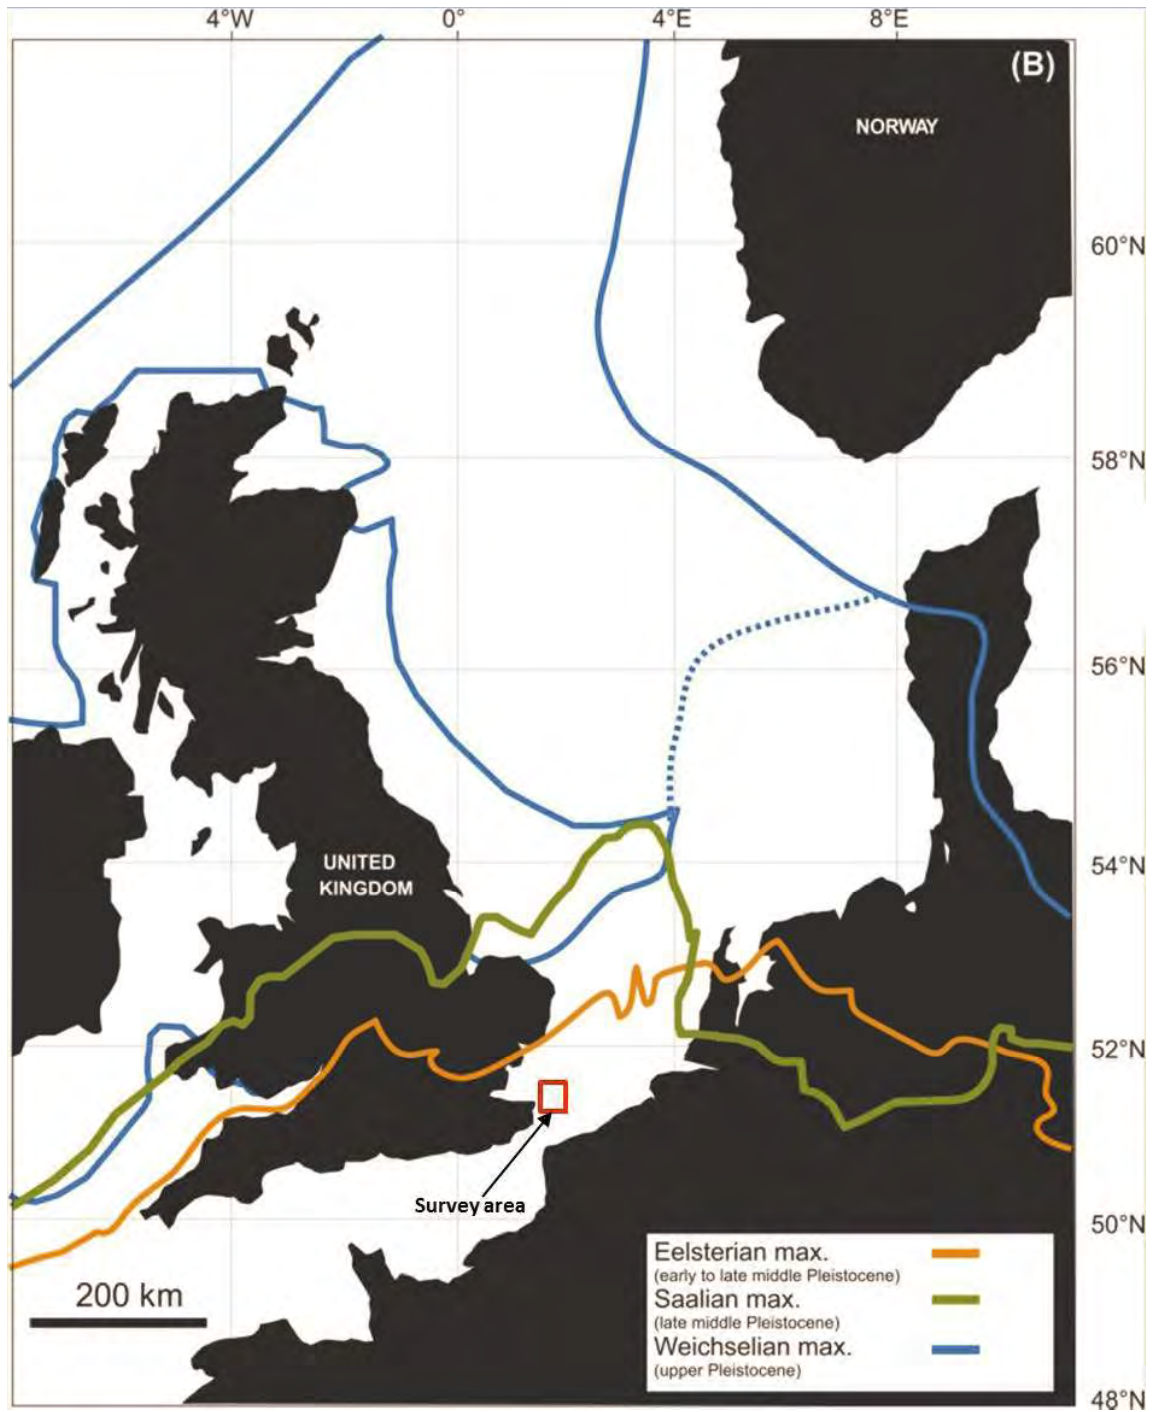 4°W 0° 4°E 8°E
(B)
NORWAY
60°N
58°N
56°N
UNITED
KINGDOM
54°N
52°N
Survey area
50°N
Eelsterian max.
(early to late middle Pleistocene)
200 km
Saalian max.
(late middle Pleistocene)
Weichselian max.
(upper Pleistocene)
48°N